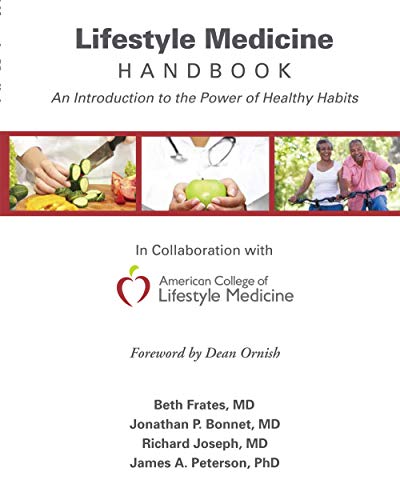 Lifestyle Medicine
HANDBOOK
An Introduction to the Power of Healthy Habits
In Collaboration with
American College of
Lifestyle Medicine
Foreword by Dean Ornish
Beth Frates, MD
Jonathan P. Bonnet, MD
Richard Joseph, MD
James A. Peterson, PhD